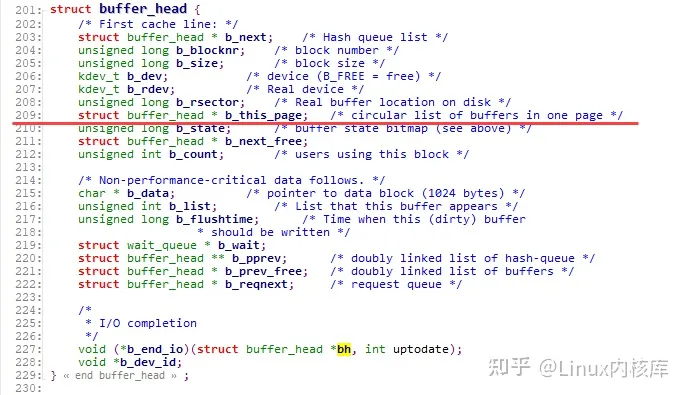 201: struct buffer_head {
202: /* First cache line: */
203: struct buffer_head * b_next; /* Hash queue list */
204: unsigned long b_blocknr; /* block number */
205: unsigned long b_size; /* block size */
206: kdev_t b_dev; /* device (B_FREE = free) */
207: kdev_t b_rdev; /* Real device */
208: unsigned long b_rsector; /* Real buffer location on disk */
209: struct buffer_head * b_this_page; /* circular list of buffers in one page */
210: unsigned long b_state; /* buffer state bitmap (see above) */
211: struct buffer_head * b_next_free;
212: unsigned int b_count; /* users using this block */
213:
214: /* Non-performance-critical data follows. */
215: char * b_data; /* pointer to data block (1024 bytes) */
216: unsigned int b_list; /* List that this buffer appears */
217: unsigned long b_flushtime; /* Time when this (dirty) buffer
218: * should be written */
219: struct wait_queue * b_wait;
220: struct buffer_head ** b_pprev; /* doubly linked list of hash-queue */
221: struct buffer_head * b_prev_free; /* doubly linked list of buffers */
222: struct buffer_head * b_reqnext; /* request queue */
223:
224: /*
225: * I/O completion
226: */
227: void (*b_end_io)(struct buffer_head *bh, int uptodate);
228: void *b_dev_id;
229: } « end buffer_head » ;
230:
知乎 @Linux内核库